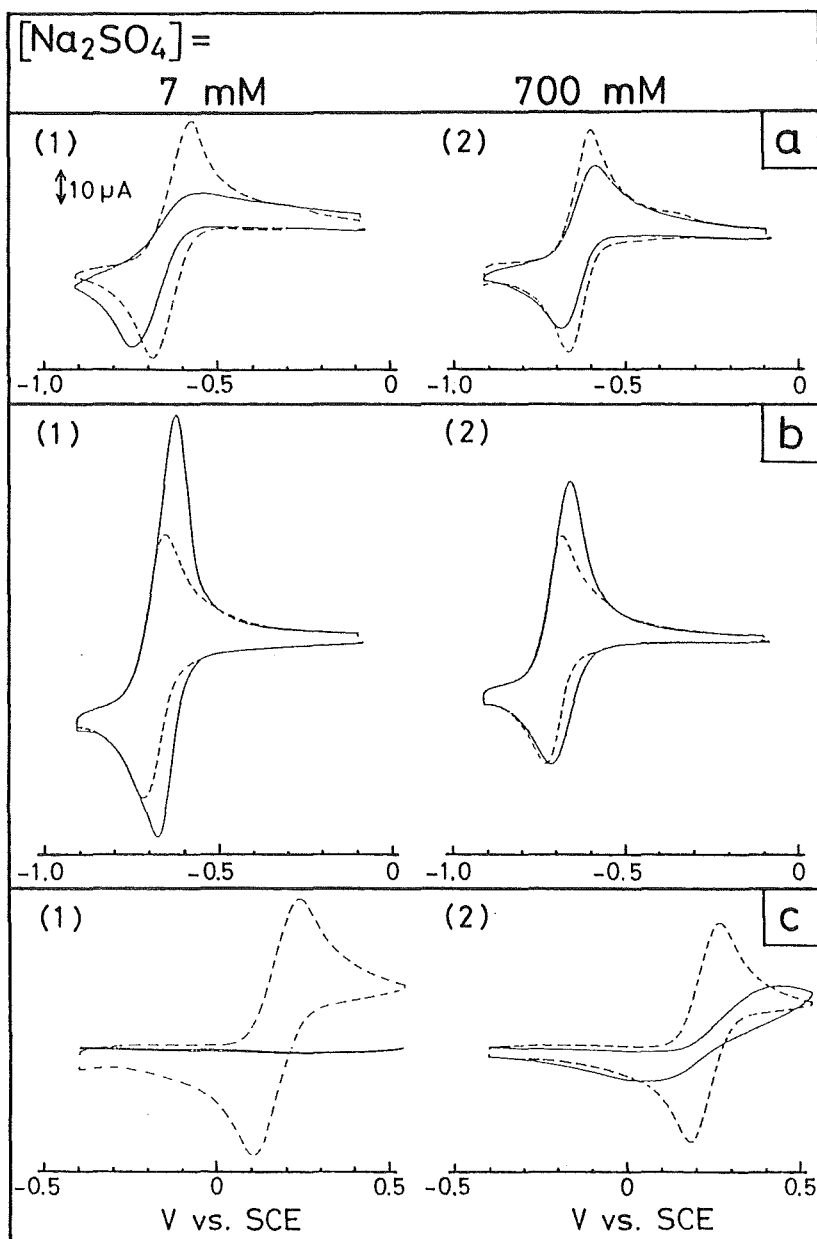 [Na₂SO₄]=
7 mM 700 mM
(1) (2) a
10 μA
-1.0 -0.5 0 -1.0 -0.5 0
(1) (2) b
-1.0 -0.5 0 -1.0 -0.5 0
(1) (2) c
-0.5 0 0.5 0 0.5
V vs. SCE V vs. SCE